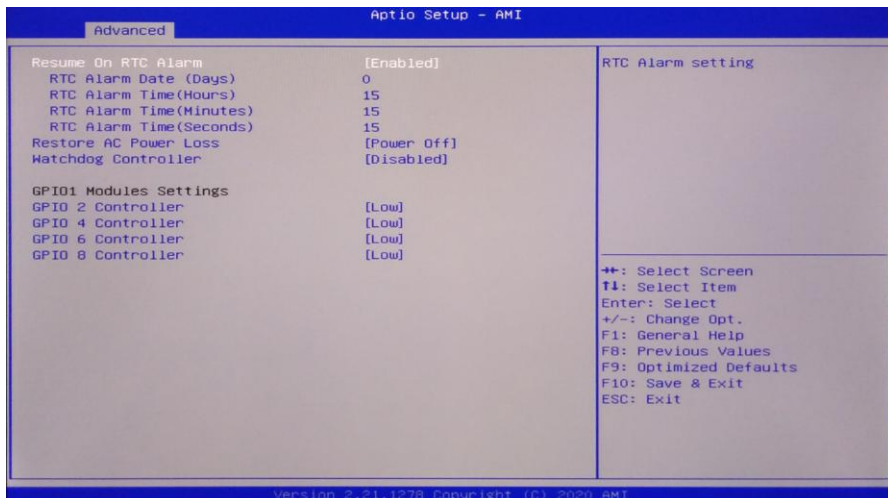 Aptio Setup - AMI
Advanced
Resume On RTC Alarm [Enabled]
RTC Alarm Date (Days) 0
RTC Alarm Time(Hours) 15
RTC Alarm Time(Minutes) 15
RTC Alarm Time(Seconds) 15
Restore AC Power Loss [Power Off]
Watchdog Controller [Disabled]
GPIO1 Modules Settings
GPIO 2 Controller [Low]
GPIO 4 Controller [Low]
GPIO 6 Controller [Low]
GPIO 8 Controller [Low]
RTC Alarm setting
→←: Select Screen
↑↓: Select Item
Enter: Select
+/-: Change Opt.
F1: General Help
F8: Previous Values
F9: Optimized Defaults
F10: Save & Exit
ESC: Exit
Version 2.21.1278 Copyright (C) 2020 AMI